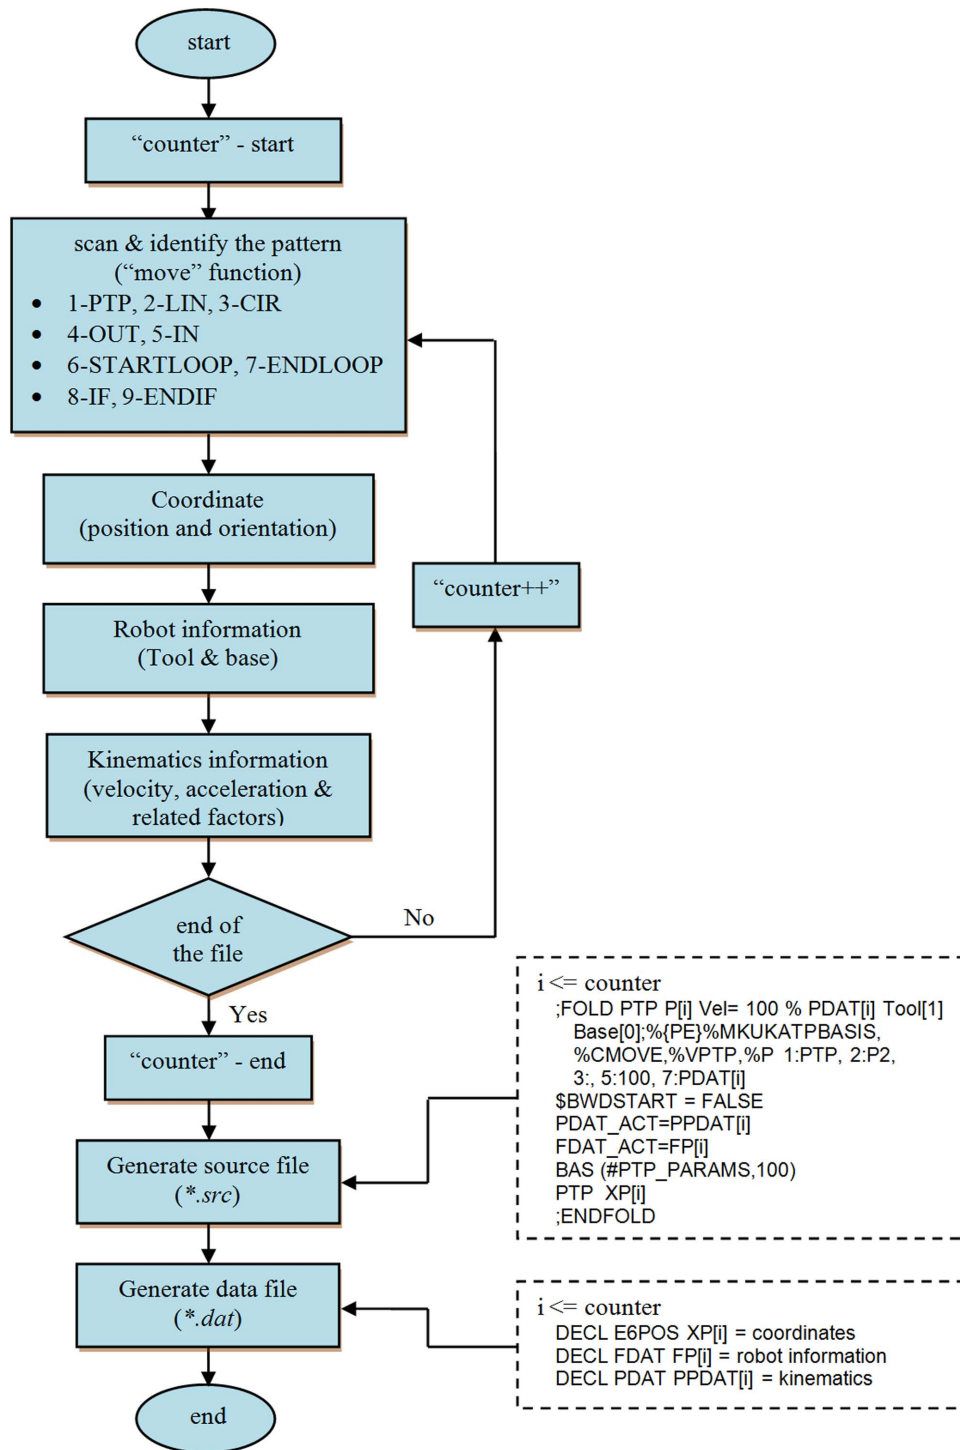 start
“counter” - start
scan & identify the pattern
(“move” function)
• 1-PTP, 2-LIN, 3-CIR
• 4-OUT, 5-IN
• 6-STARTLOOP, 7-ENDLOOP
• 8-IF, 9-ENDIF
Coordinate
(position and orientation)
“counter++”
Robot information
(Tool & base)
Kinematics information
(velocity, acceleration &
related factors)
end of
the file
No
Yes
“counter” - end
i <= counter
;FOLD PTP P[i] Vel= 100 % PDAT[i] Tool[1]
Base[0];%{PE}%MKUKATPBASIS,
%CMOVE,%VPTP,%P 1:PTP, 2:P2,
3:, 5:100, 7:PDAT[i]
$BWDSTART = FALSE
PDAT_ACT=PPDAT[i]
FDAT_ACT=FP[i]
BAS (#PTP_PARAMS,100)
PTP XP[i]
;ENDFOLD
Generate source file
(*.src)
Generate data file
(*.dat)
i <= counter
DECL E6POS XP[i] = coordinates
DECL FDAT FP[i] = robot information
DECL PDAT PPDAT[i] = kinematics
end